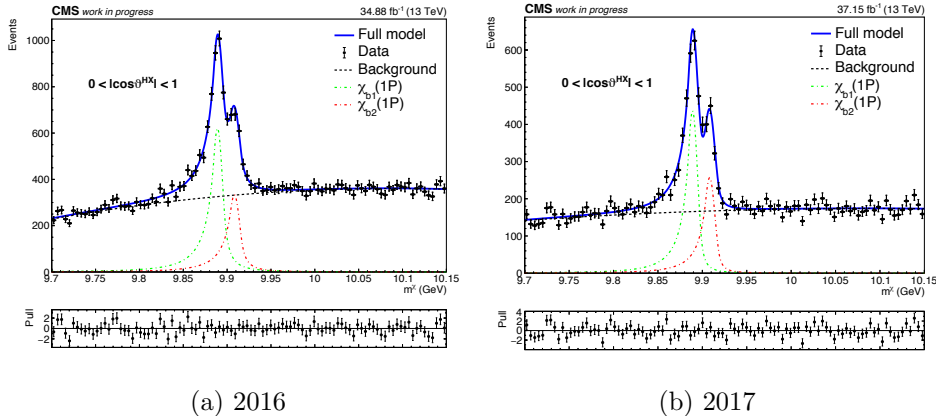 CMS work in progress 34.88 fb⁻¹ (13 TeV)
Events
1000
800
600
400
200
0
0 < |cosϑᴴˣ| < 1
Full model
Data
Background
χb1(1P)
χb2(1P)
9.7 9.75 9.8 9.85 9.9 9.95 10 10.05 10.1 10.15
mᵡ (GeV)
Pull
2
0
−2
(a) 2016
CMS work in progress 37.15 fb⁻¹ (13 TeV)
Events
600
500
400
300
200
100
0
0 < |cosϑᴴˣ| < 1
Full model
Data
Background
χb1(1P)
χb2(1P)
9.7 9.75 9.8 9.85 9.9 9.95 10 10.05 10.1 10.15
mᵡ (GeV)
Pull
4
2
0
−2
(b) 2017